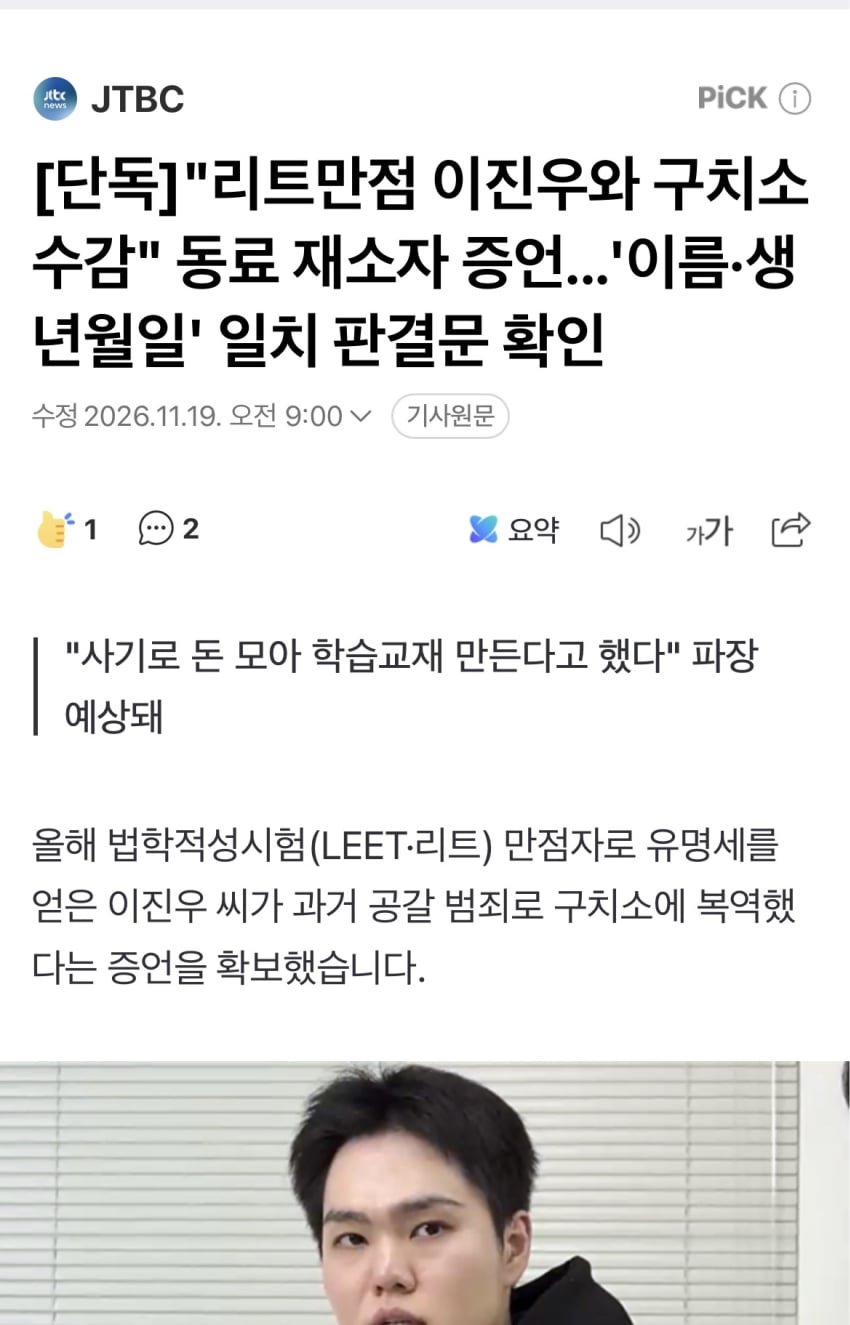 jtbc
news
JTBC
PiCK
[단독]"리트만점 이진우와 구치소
수감" 동료 재소자 증언...'이름·생
년월일' 일치 판결문 확인
수정 2026.11.19. 오전 9:00
기사원문
1
2
요약
가가
"사기로 돈 모아 학습교재 만든다고 했다" 파장
예상돼
올해 법학적성시험(LEET·리트) 만점자로 유명세를
얻은 이진우 씨가 과거 공갈 범죄로 구치소에 복역했
다는 증언을 확보했습니다.